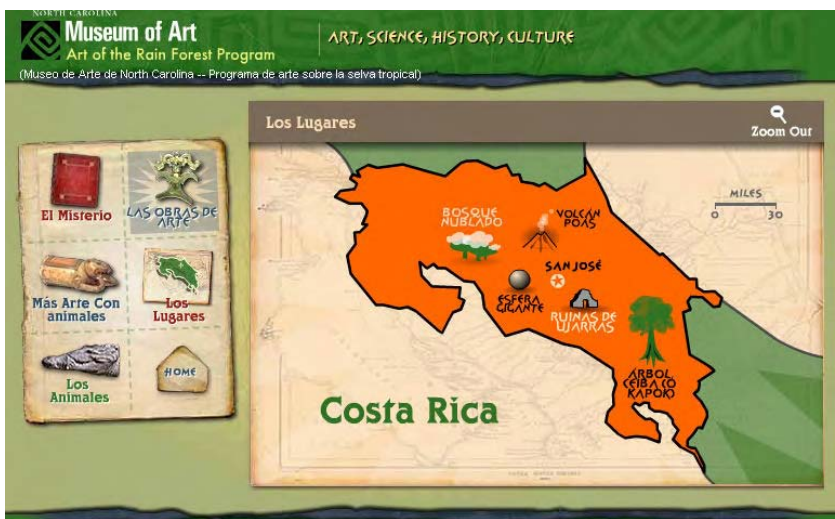 NORTH CAROLINA
Museum of Art
Art of the Rain Forest Program
ART, SCIENCE, HISTORY, CULTURE
(Museo de Arte de North Carolina -- Programa de arte sobre la selva tropical)
Los Lugares
Zoom Out
El Misterio
LAS OBRAS DE
ARTE
Más Arte Con
animales
Los
Lugares
Los
Animales
HOME
MILES
0 30
BOSQUE
NUBLADO
VOLCÁN
POÁS
SAN JOSÉ
ESFERA
GIGANTE
RUINAS DE
UJARRÁS
ÁRBOL
CEIBA (O
KAPOK)
Costa Rica